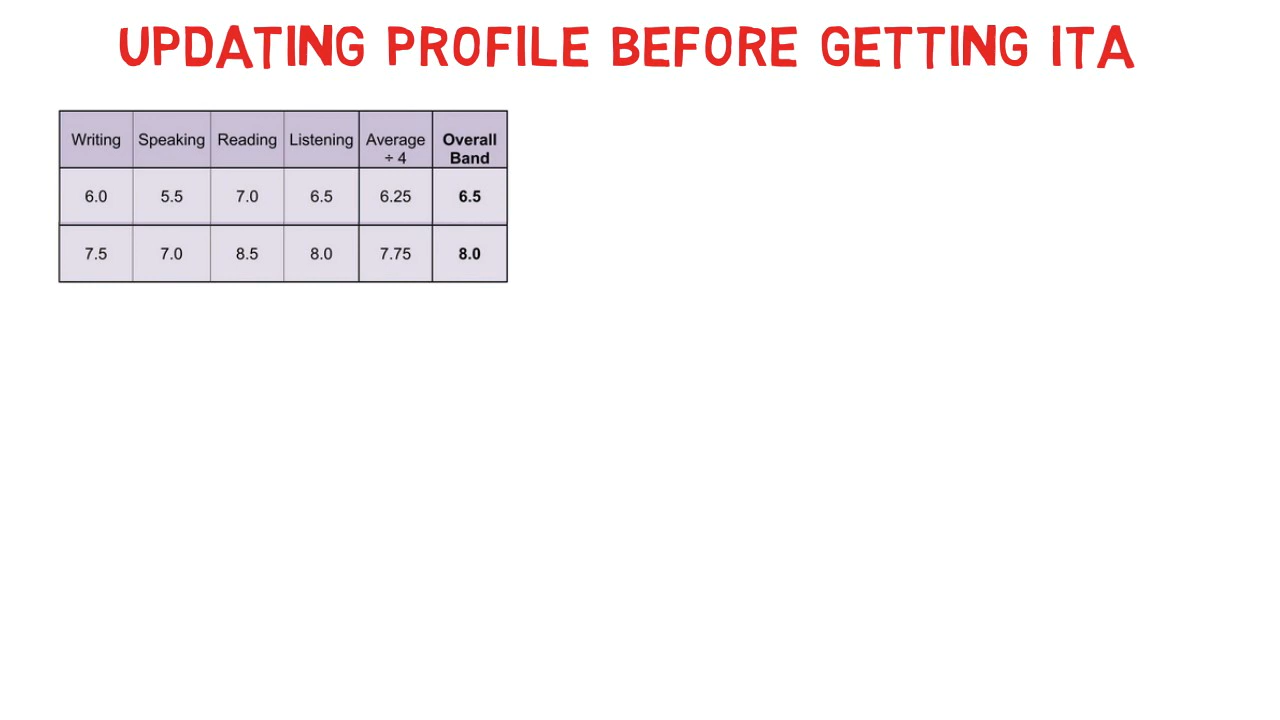 UPDATING PROFILE BEFORE GETTING ITA
Writing Speaking Reading Listening Average ÷ 4 Overall Band
6.0 5.5 7.0 6.5 6.25 6.5
7.5 7.0 8.5 8.0 7.75 8.0